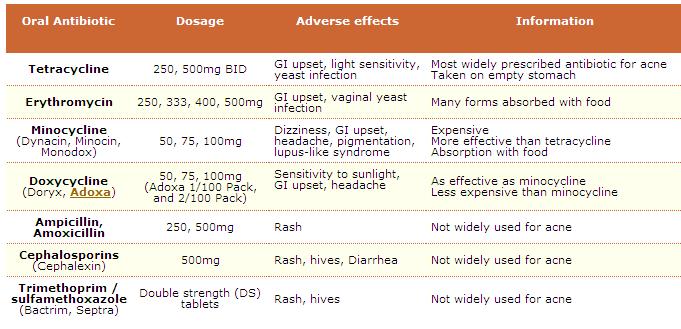 Oral Antibiotic Dosage Adverse effects Information
Tetracycline 250, 500mg BID GI upset, light sensitivity, yeast infection Most widely prescribed antibiotic for acne
Taken on empty stomach
Erythromycin 250, 333, 400, 500mg GI upset, vaginal yeast infection Many forms absorbed with food
Minocycline
(Dynacin, Minocin, Monodox)
50, 75, 100mg
Dizziness, GI upset,
headache, pigmentation,
lupus-like syndrome
Expensive
More effective than tetracycline
Absorption with food
Doxycycline
(Doryx, Adoxa)
50, 75, 100mg
(Adoxa 1/100 Pack,
and 2/100 Pack)
Sensitivity to sunlight,
GI upset, headache
As effective as minocycline
Less expensive than minocycline
Ampicillin,
Amoxicillin
250, 500mg
Rash
Not widely used for acne
Cephalosporins
(Cephalexin)
500mg
Rash, hives, Diarrhea
Not widely used for acne
Trimethoprim /
sulfamethoxazole
(Bactrim, Septra)
Double strength (DS)
tablets
Rash, hives
Not widely used for acne